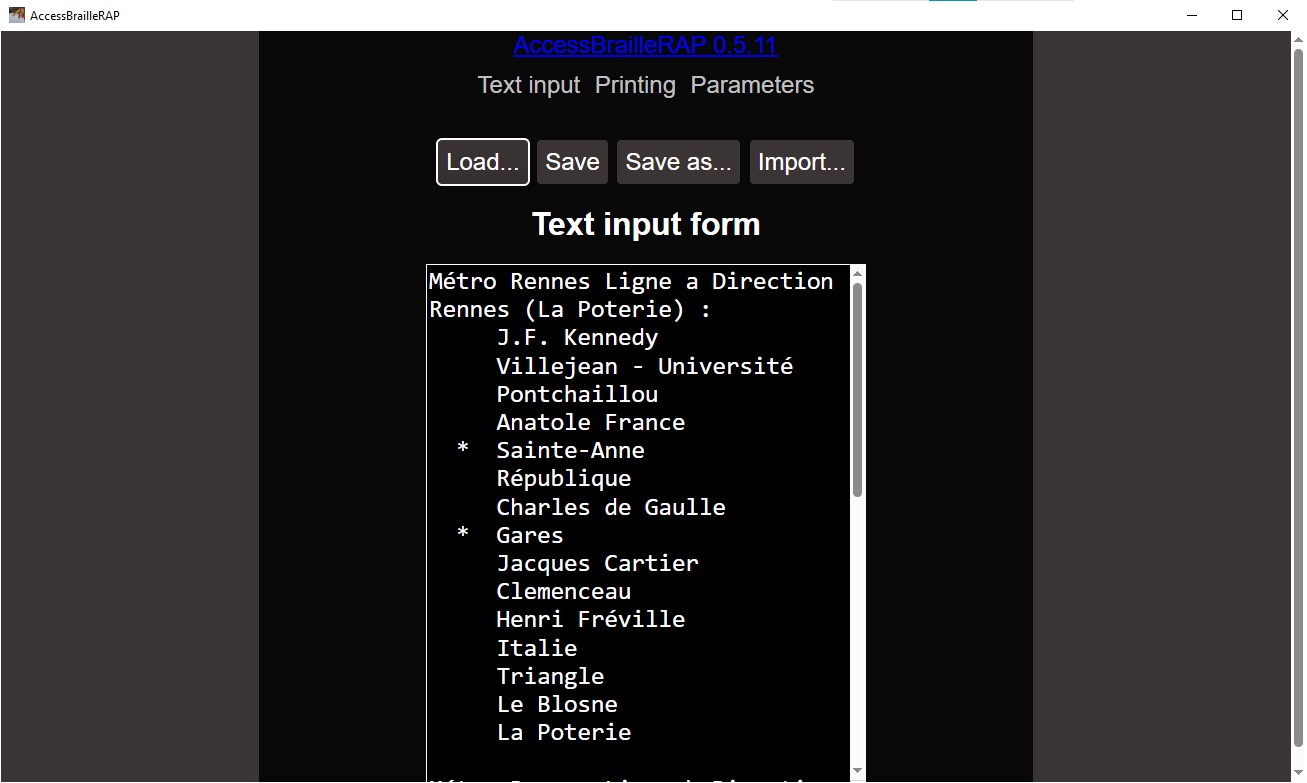 AccessBrailleRAP
AccessBrailleRAP 0.5.11
Text input Printing Parameters
Load... Save Save as... Import...
Text input form
Métro Rennes Ligne a Direction
Rennes (La Poterie) :
J.F. Kennedy
Villejean - Université
Pontchaillou
Anatole France
* Sainte-Anne
République
Charles de Gaulle
* Gares
Jacques Cartier
Clemenceau
Henri Fréville
Italie
Triangle
Le Blosne
La Poterie